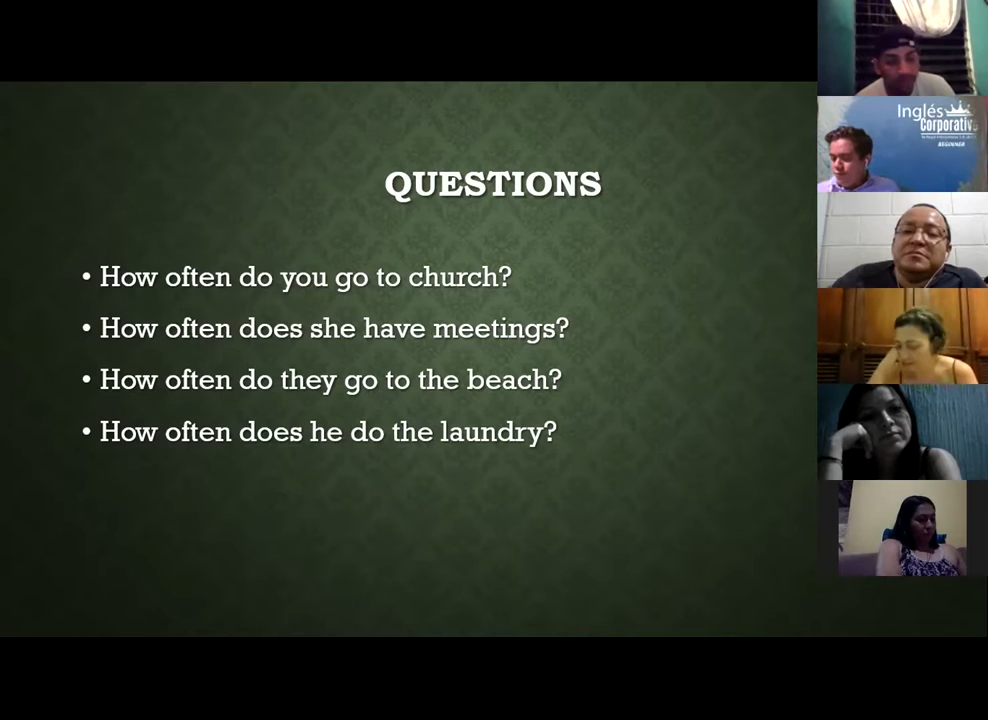 QUESTIONS
• How often do you go to church?
• How often does she have meetings?
• How often do they go to the beach?
• How often does he do the laundry?
Inglés
Corporativ
BEGINNER